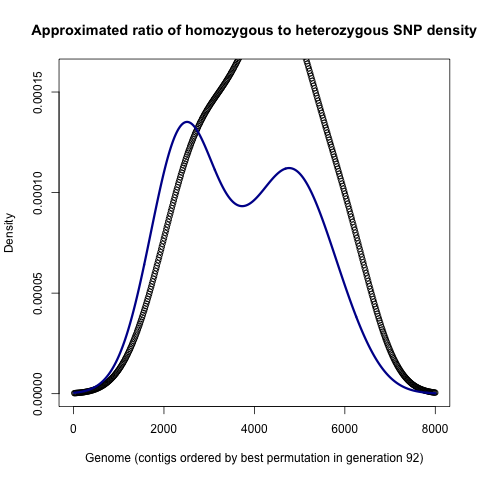 Approximated ratio of homozygous to heterozygous SNP density
0.00015
0.00010
0.00005
0.00000
Density
0 2000 4000 6000 8000
Genome (contigs ordered by best permutation in generation 92)